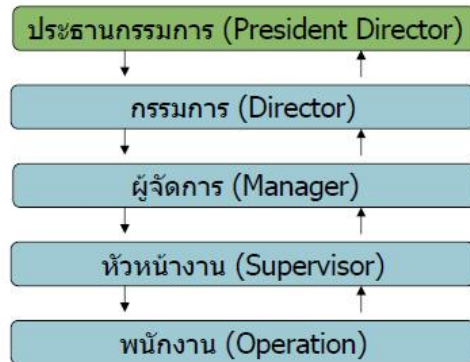 ประธานกรรมการ (President Director)
กรรมการ (Director)
ผู้จัดการ (Manager)
หัวหน้างาน (Supervisor)
พนักงาน (Operation)